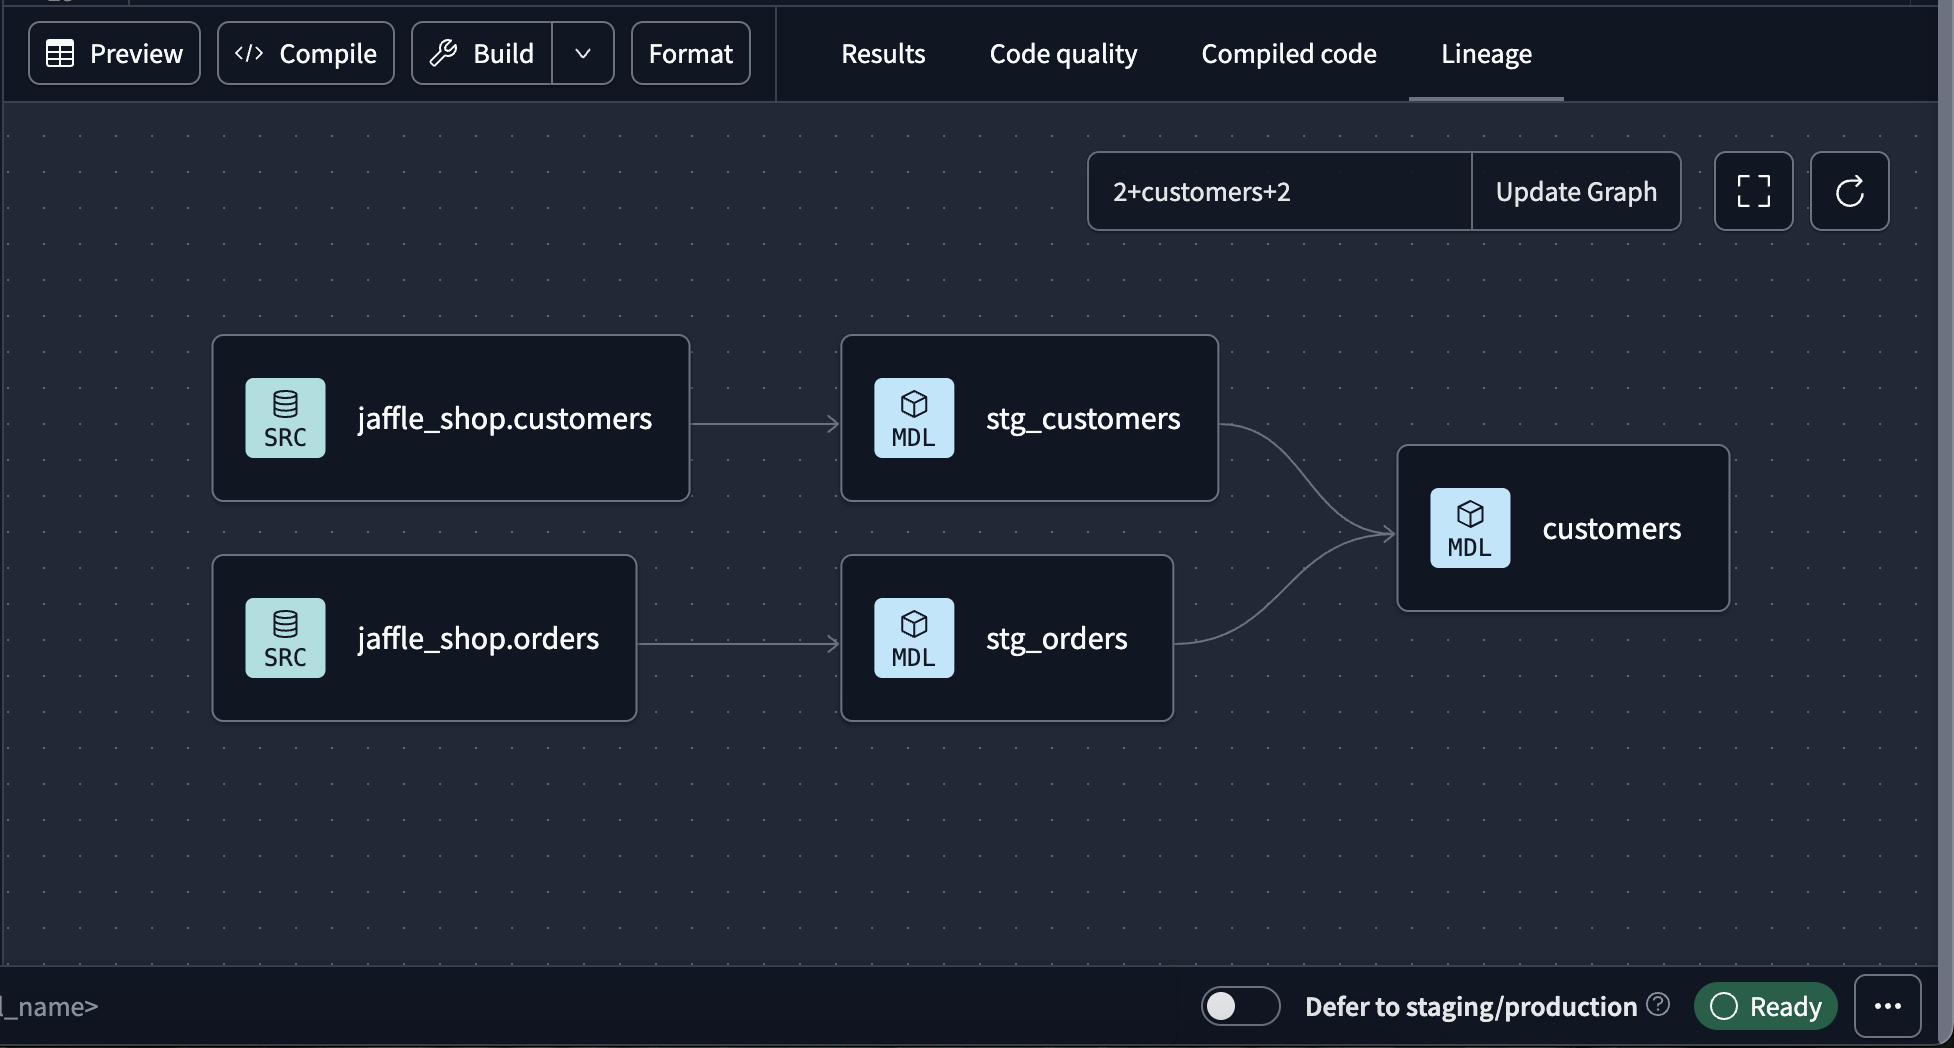 Preview
</> Compile
Build
Format
Results
Code quality
Compiled code
Lineage
2+customers+2
Update Graph
SRC
jaffle_shop.customers
MDL
stg_customers
MDL
customers
SRC
jaffle_shop.orders
MDL
stg_orders
_name>
Defer to staging/production ?
Ready
...